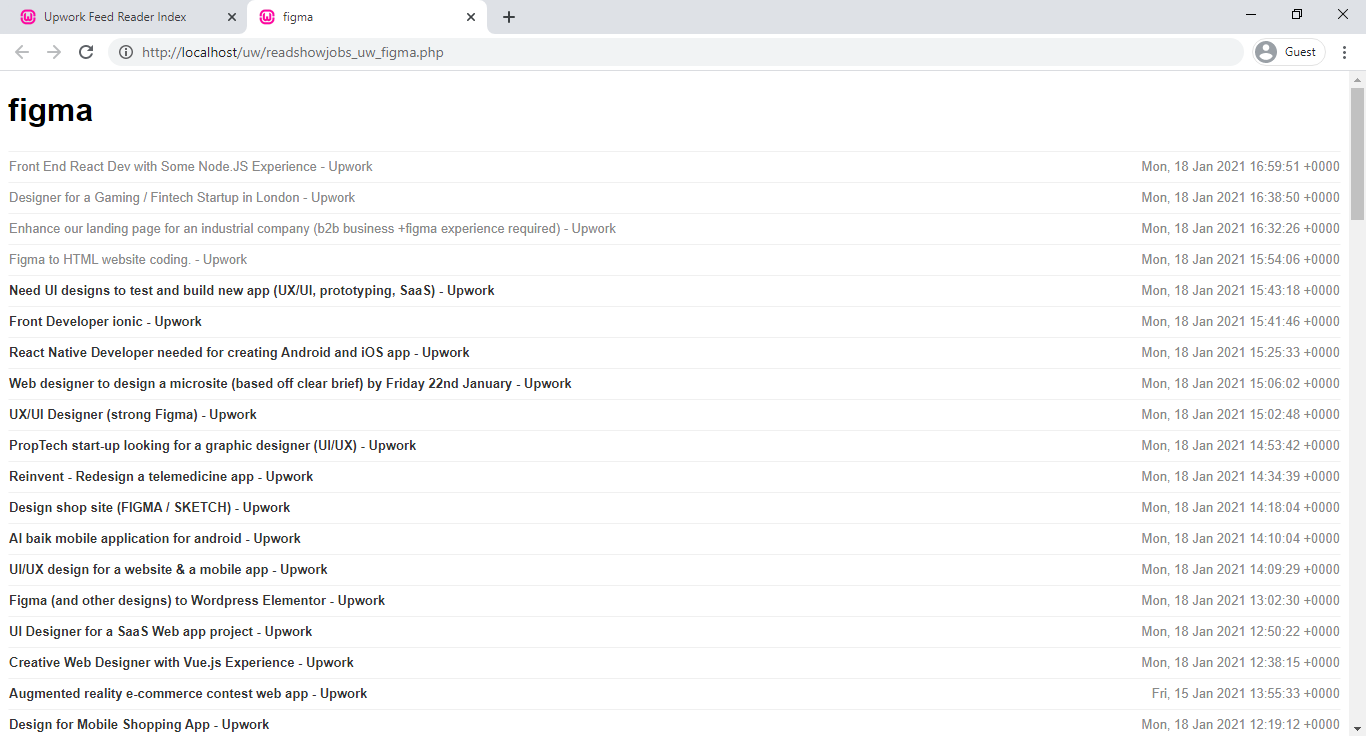 Upwork Feed Reader Index
figma
http://localhost/uw/readshowjobs_uw_figma.php
Guest
figma
Front End React Dev with Some Node.JS Experience - Upwork Mon, 18 Jan 2021 16:59:51 +0000
Designer for a Gaming / Fintech Startup in London - Upwork Mon, 18 Jan 2021 16:38:50 +0000
Enhance our landing page for an industrial company (b2b business +figma experience required) - Upwork Mon, 18 Jan 2021 16:32:26 +0000
Figma to HTML website coding. - Upwork Mon, 18 Jan 2021 15:54:06 +0000
Need UI designs to test and build new app (UX/UI, prototyping, SaaS) - Upwork Mon, 18 Jan 2021 15:43:18 +0000
Front Developer ionic - Upwork Mon, 18 Jan 2021 15:41:46 +0000
React Native Developer needed for creating Android and iOS app - Upwork Mon, 18 Jan 2021 15:25:33 +0000
Web designer to design a microsite (based off clear brief) by Friday 22nd January - Upwork Mon, 18 Jan 2021 15:06:02 +0000
UX/UI Designer (strong Figma) - Upwork Mon, 18 Jan 2021 15:02:48 +0000
PropTech start-up looking for a graphic designer (UI/UX) - Upwork Mon, 18 Jan 2021 14:53:42 +0000
Reinvent - Redesign a telemedicine app - Upwork Mon, 18 Jan 2021 14:34:39 +0000
Design shop site (FIGMA / SKETCH) - Upwork Mon, 18 Jan 2021 14:18:04 +0000
Al baik mobile application for android - Upwork Mon, 18 Jan 2021 14:10:04 +0000
UI/UX design for a website & a mobile app - Upwork Mon, 18 Jan 2021 14:09:29 +0000
Figma (and other designs) to Wordpress Elementor - Upwork Mon, 18 Jan 2021 13:02:30 +0000
UI Designer for a SaaS Web app project - Upwork Mon, 18 Jan 2021 12:50:22 +0000
Creative Web Designer with Vue.js Experience - Upwork Mon, 18 Jan 2021 12:38:15 +0000
Augmented reality e-commerce contest web app - Upwork Fri, 15 Jan 2021 13:55:33 +0000
Design for Mobile Shopping App - Upwork Mon, 18 Jan 2021 12:19:12 +0000